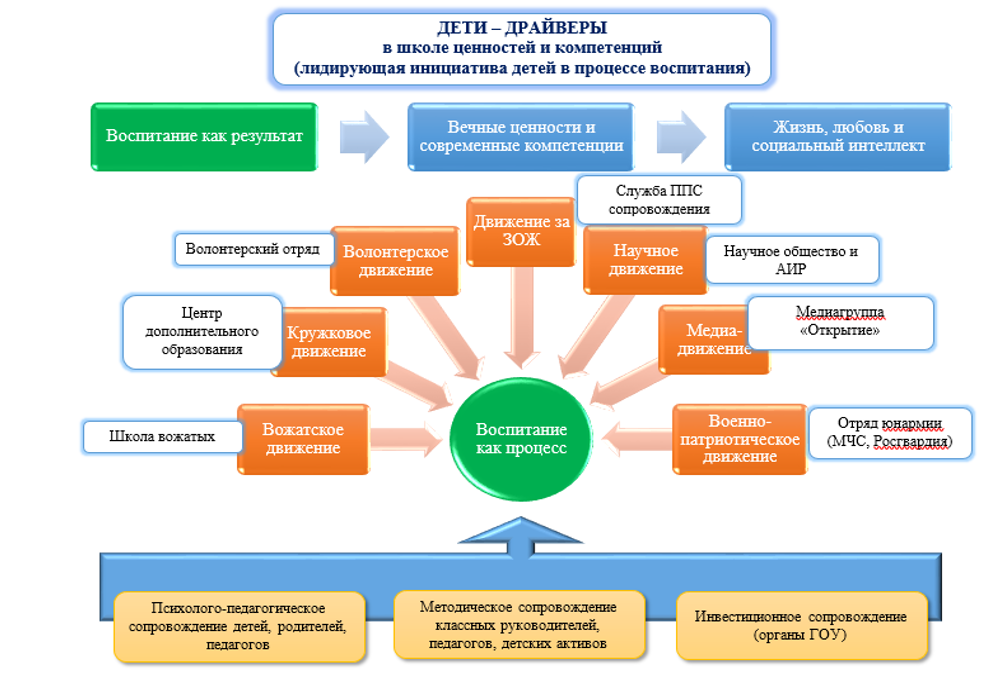 ДЕТИ – ДРАЙВЕРЫ
в школе ценностей и компетенций
(лидирующая инициатива детей в процессе воспитания)
Воспитание как результат
Вечные ценности и
современные компетенции
Жизнь, любовь и
социальный интеллект
Служба ППС
сопровождения
Движение за
ЗОЖ
Волонтерский отряд
Волонтерское
движение
Научное
движение
Научное общество и
АИР
Центр
дополнительного
образования
Кружковое
движение
Медиа-
движение
Медиагруппа
«Открытие»
Школа вожатых
Вожатское
движение
Воспитание
как процесс
Военно-
патриотическое
движение
Отряд юнармии
(МЧС, Росгвардия)
Психолого-педагогическое
сопровождение детей, родителей,
педагогов
Методическое сопровождение
классных руководителей,
педагогов, детских активов
Инвестиционное сопровождение
(органы ГОУ)